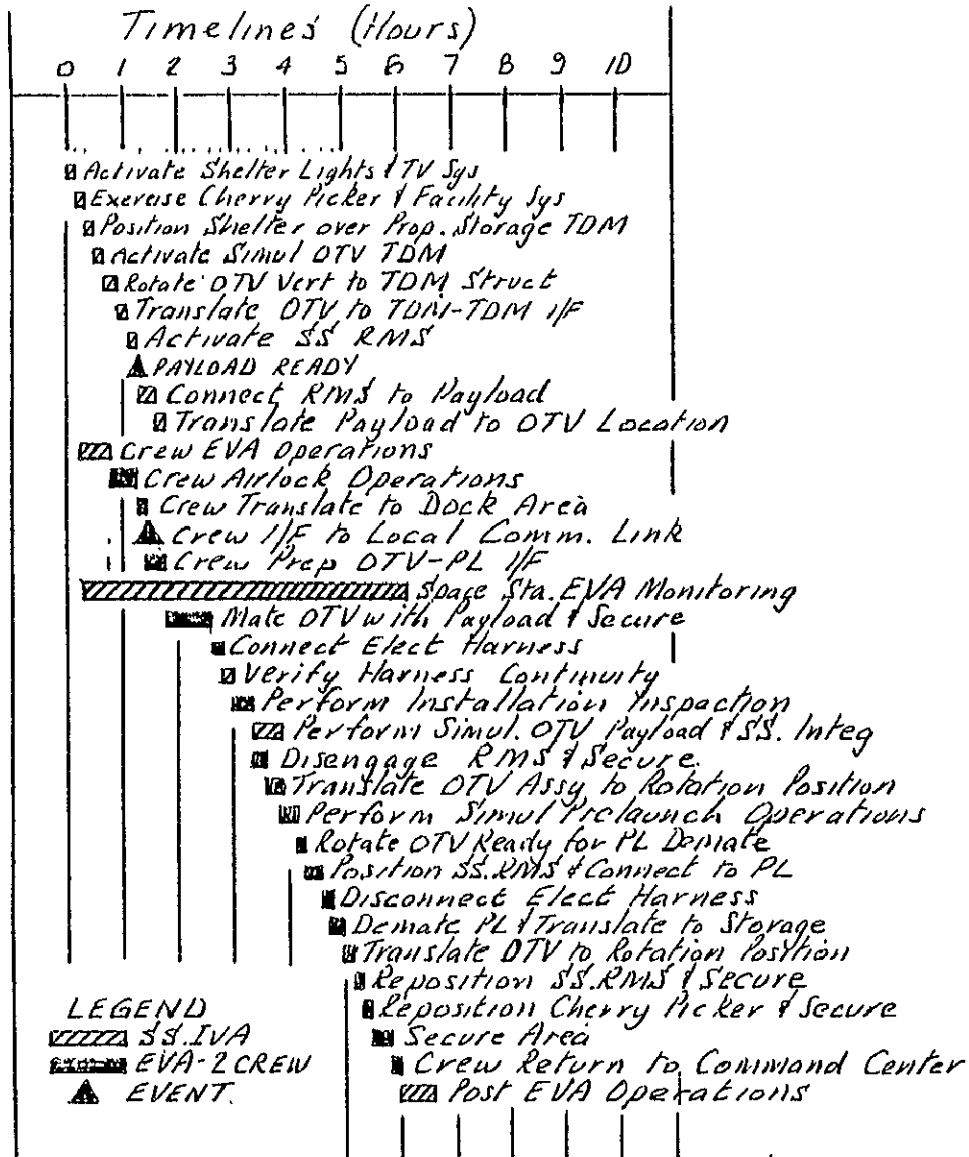 Timelines (Hours)
0 1 2 3 4 5 6 7 8 9 10
Activate Shelter Lights & TV Sys
Exercise Cherry Picker & Facility Sys
Position Shelter over Prop. Storage TDM
Activate Simul OTV TDM
Rotate OTV Vert to TDM Struct
Translate OTV to TDM-TDM I/F
Activate SS RMS
PAYLOAD READY
Connect RMS to Payload
Translate Payload to OTV Location
Crew EVA Operations
Crew Airlock Operations
Crew Translate to Dock Area
Crew I/F to Local Comm. Link
Crew Prep OTV-PL I/F
Space Sta. EVA Monitoring
Mate OTV with Payload & Secure
Connect Elect Harness
Verify Harness Continuity
Perform Installation Inspaction
Perform Simul. OTV Payload & SS. Integ
Disengage RMS & Secure.
Translate OTV Assy to Rotation Position
Perform Simul Prelaunch Operations
Rotate OTV Ready for PL Demate
Position SS.RMS & Connect to PL
Disconnect Elect Harness
Demate PL & Translate to Storage
Translate OTV to Rotation Position
Reposition SS.RMS & Secure
Reposition Cherry Picker & Secure
Secure Area
Crew Return to Command Center
Post EVA Operations
LEGEND
SS.IVA
EVA-2 CREW
EVENT.